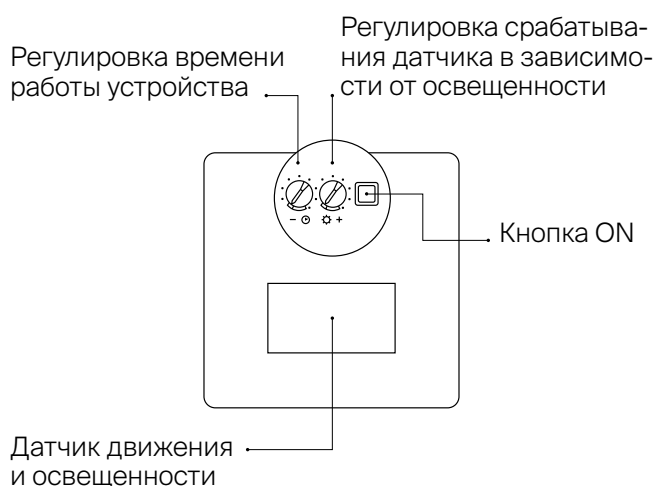 Регулировка срабатыва-
ния датчика в зависимо-
сти от освещенности
Регулировка времени
работы устройства
– +
Кнопка ON
Датчик движения
и освещенности